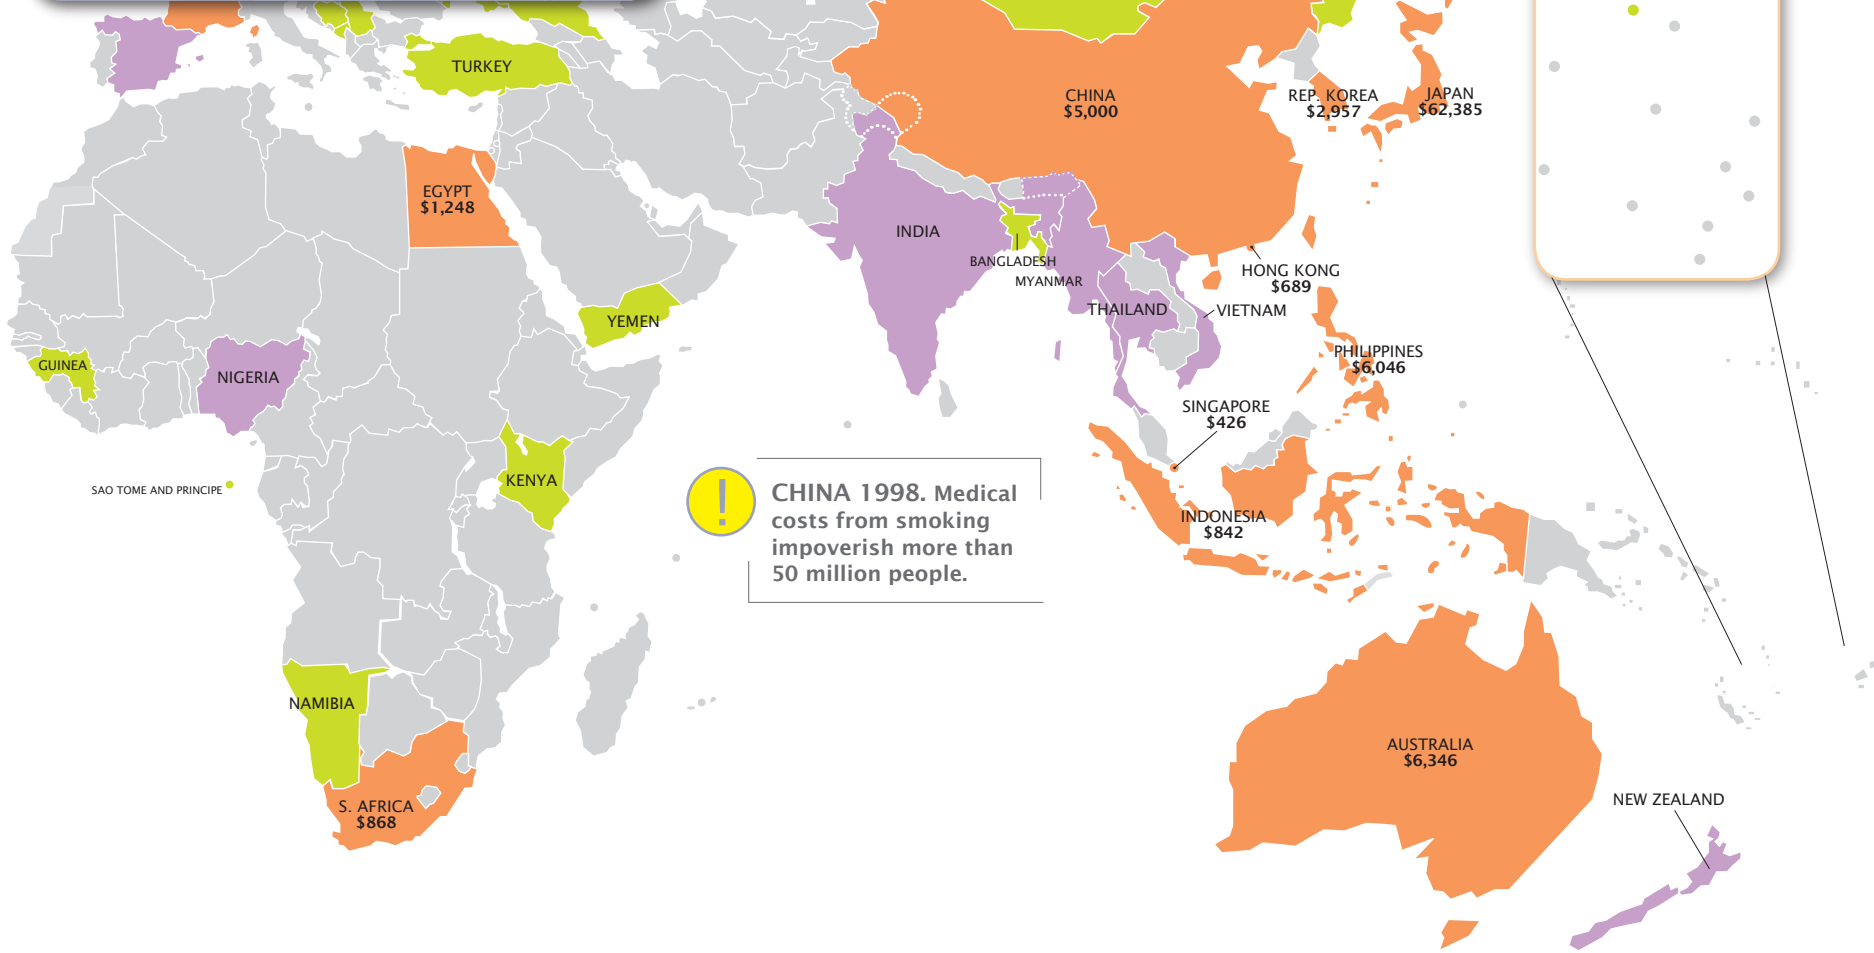 TURKEY
CHINA
$5,000
REP. KOREA
$2,957
JAPAN
$62,385
EGYPT
$1,248
INDIA
BANGLADESH
MYANMAR
HONG KONG
$689
THAILAND
VIETNAM
YEMEN
GUINEA
NIGERIA
PHILIPPINES
$6,046
SINGAPORE
$426
KENYA
SAO TOME AND PRINCIPE
!
CHINA 1998. Medical
costs from smoking
impoverish more than
50 million people.
INDONESIA
$842
NAMIBIA
AUSTRALIA
$6,346
S. AFRICA
$868
NEW ZEALAND